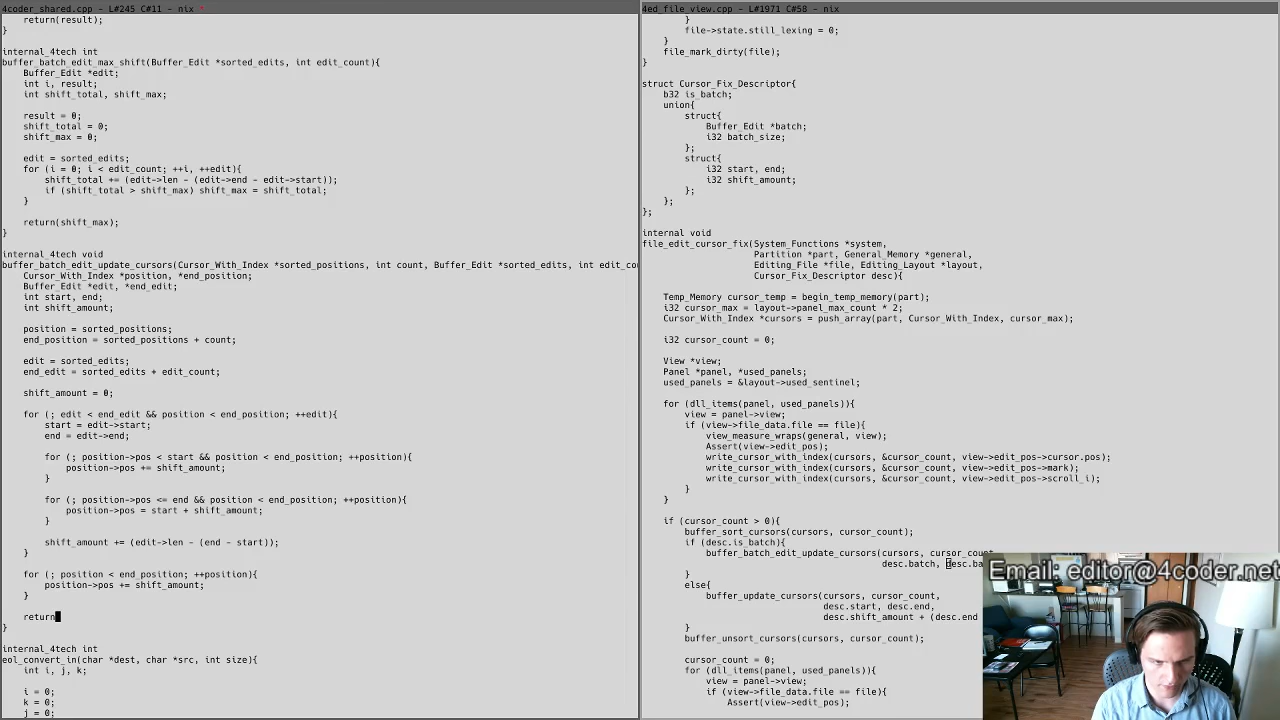 4coder_shared.cpp - L#245 C#11 - nix *
return(result);
}
internal_4tech int
buffer_batch_edit_max_shift(Buffer_Edit *sorted_edits, int edit_count){
Buffer_Edit *edit;
int i, result;
int shift_total, shift_max;
result = 0;
shift_total = 0;
shift_max = 0;
edit = sorted_edits;
for (i = 0; i < edit_count; ++i, ++edit){
shift_total += (edit->len - (edit->end - edit->start));
if (shift_total > shift_max) shift_max = shift_total;
}
return(shift_max);
}
internal_4tech void
buffer_batch_edit_update_cursors(Cursor_With_Index *sorted_positions, int count, Buffer_Edit *sorted_edits, int edit_co
Cursor_With_Index *position, *end_position;
Buffer_Edit *edit, *end_edit;
int start, end;
int shift_amount;
position = sorted_positions;
end_position = sorted_positions + count;
edit = sorted_edits;
end_edit = sorted_edits + edit_count;
shift_amount = 0;
for (; edit < end_edit && position < end_position; ++edit){
start = edit->start;
end = edit->end;
for (; position->pos < start && position < end_position; ++position){
position->pos += shift_amount;
}
for (; position->pos <= end && position < end_position; ++position){
position->pos = start + shift_amount;
}
shift_amount += (edit->len - (end - start));
}
for (; position < end_position; ++position){
position->pos += shift_amount;
}
return
}
internal_4tech int
eol_convert_in(char *dest, char *src, int size){
int i, j, k;
i = 0;
k = 0;
j = 0;
4ed_file_view.cpp - L#1971 C#58 - nix
}
file->state.still_lexing = 0;
}
file_mark_dirty(file);
}
struct Cursor_Fix_Descriptor{
b32 is_batch;
union{
struct{
Buffer_Edit *batch;
i32 batch_size;
};
struct{
i32 start, end;
i32 shift_amount;
};
};
};
internal void
file_edit_cursor_fix(System_Functions *system,
Partition *part, General_Memory *general,
Editing_File *file, Editing_Layout *layout,
Cursor_Fix_Descriptor desc){
Temp_Memory cursor_temp = begin_temp_memory(part);
i32 cursor_max = layout->panel_max_count * 2;
Cursor_With_Index *cursors = push_array(part, Cursor_With_Index, cursor_max);
i32 cursor_count = 0;
View *view;
Panel *panel, *used_panels;
used_panels = &layout->used_sentinel;
for (dll_items(panel, used_panels)){
view = panel->view;
if (view->file_data.file == file){
view_measure_wraps(general, view);
Assert(view->edit_pos);
write_cursor_with_index(cursors, &cursor_count, view->edit_pos->cursor.pos);
write_cursor_with_index(cursors, &cursor_count, view->edit_pos->mark);
write_cursor_with_index(cursors, &cursor_count, view->edit_pos->scroll_i);
}
}
if (cursor_count > 0){
buffer_sort_cursors(cursors, cursor_count);
if (desc.is_batch){
buffer_batch_edit_update_cursors(cursors, cursor_count,
desc.batch, desc.ba
}
else{
buffer_update_cursors(cursors, cursor_count,
desc.start, desc.end,
desc.shift_amount + (desc.end
}
buffer_unsort_cursors(cursors, cursor_count);
cursor_count = 0;
for (dll_items(panel, used_panels)){
view = panel->view;
if (view->file_data.file == file){
Assert(view->edit_pos);
Email: editor@4coder.net